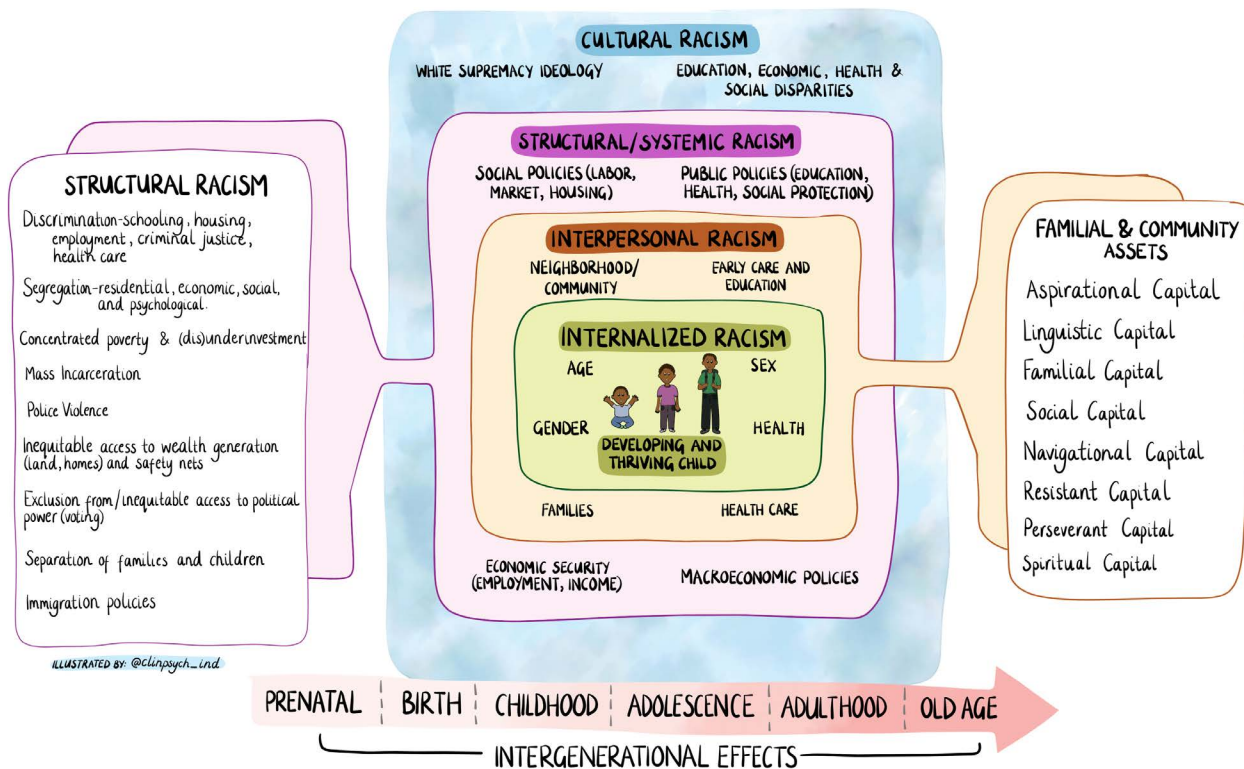 CULTURAL RACISM
WHITE SUPREMACY IDEOLOGY
EDUCATION, ECONOMIC, HEALTH &
SOCIAL DISPARITIES
STRUCTURAL/SYSTEMIC RACISM
SOCIAL POLICIES (LABOR,
MARKET, HOUSING)
PUBLIC POLICIES (EDUCATION,
HEALTH, SOCIAL PROTECTION)
INTERPERSONAL RACISM
NEIGHBORHOOD/
COMMUNITY
EARLY CARE AND
EDUCATION
INTERNALIZED RACISM
AGE
SEX
GENDER
HEALTH
DEVELOPING AND
THRIVING CHILD
FAMILIES
HEALTH CARE
ECONOMIC SECURITY
(EMPLOYMENT, INCOME)
MACROECONOMIC POLICIES
STRUCTURAL RACISM
Discrimination-schooling, housing,
employment, criminal justice,
health care
Segregation-residential, economic, social,
and psychological.
Concentrated poverty & (dis)underinvestment
Mass Incarceration
Police Violence
Inequitable access to wealth generation
(land, homes) and safety nets
Exclusion from/inequitable access to political
power (voting)
Separation of families and children
Immigration policies
ILLUSTRATED BY: @clinpsych_ind
FAMILIAL & COMMUNITY
ASSETS
Aspirational Capital
Linguistic Capital
Familial Capital
Social Capital
Navigational Capital
Resistant Capital
Perseverant Capital
Spiritual Capital
PRENATAL
BIRTH
CHILDHOOD
ADOLESCENCE
ADULTHOOD
OLD AGE
INTERGENERATIONAL EFFECTS